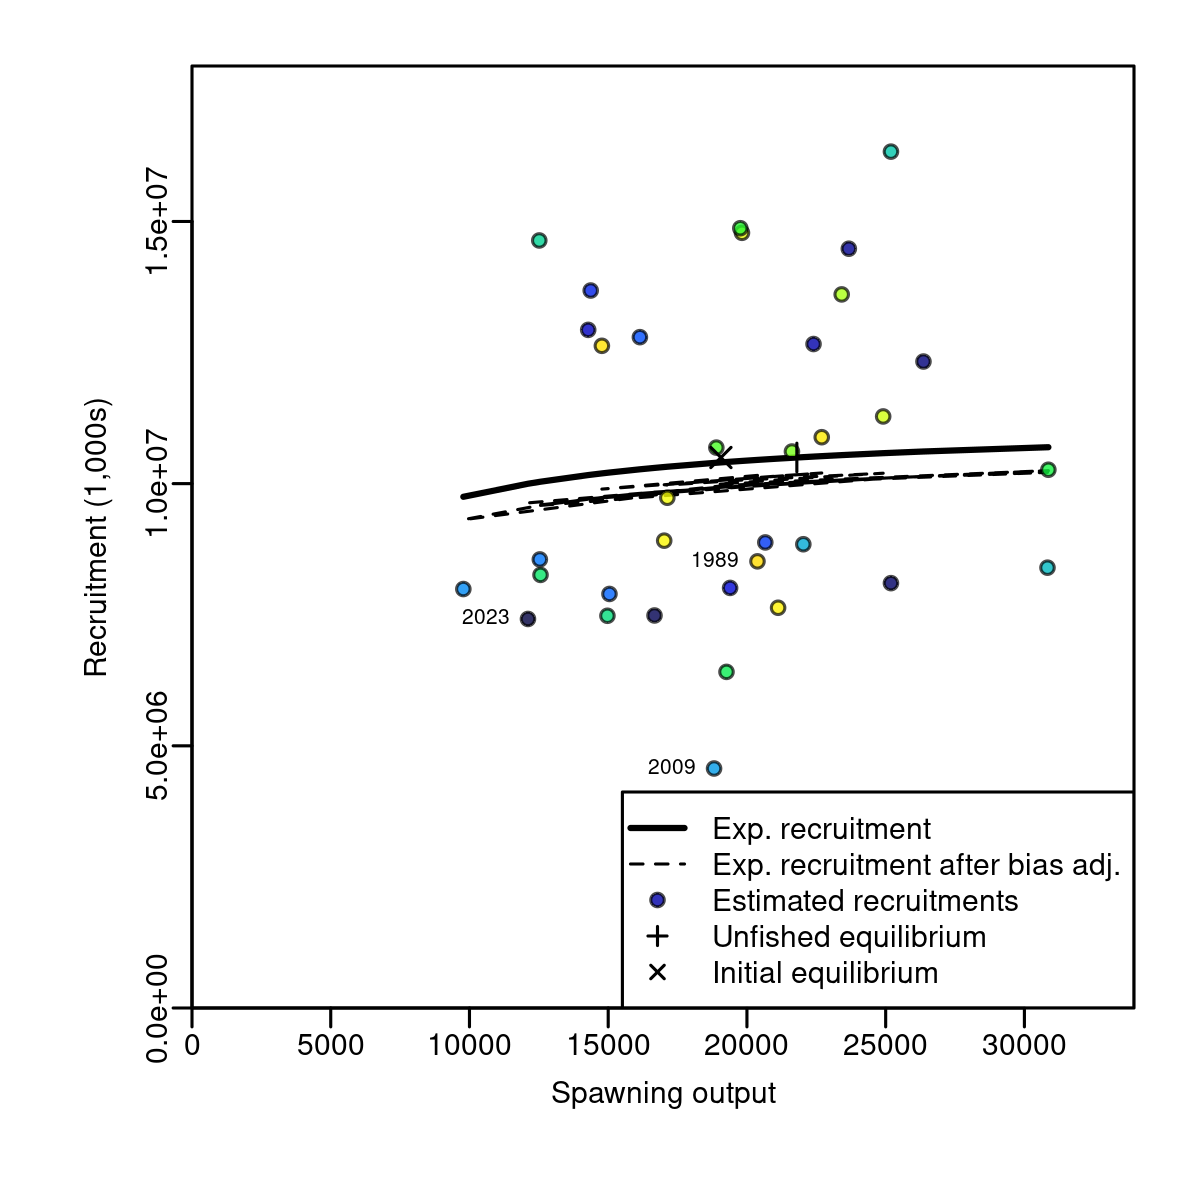 Recruitment (1,000s)
1.5e+07
1.0e+07
5.0e+06
0.0e+00
1989
2023
2009
Exp. recruitment
Exp. recruitment after bias adj.
Estimated recruitments
Unfished equilibrium
Initial equilibrium
0 5000 10000 15000 20000 25000 30000
Spawning output